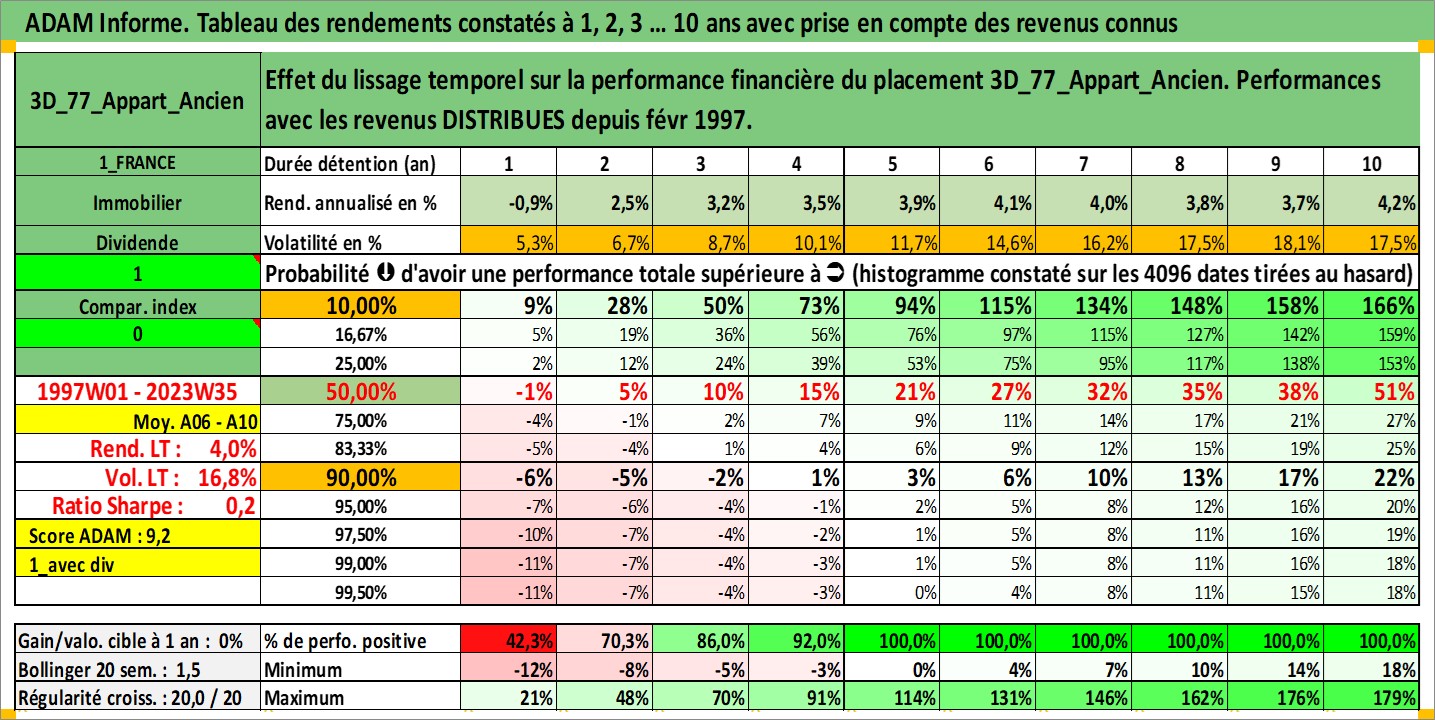 ADAM Informe. Tableau des rendements constatés à 1, 2, 3 ... 10 ans avec prise en compte des revenus connus
3D_77_Appart_Ancien
Effet du lissage temporel sur la performance financière du placement 3D_77_Appart_Ancien. Performances
avec les revenus DISTRIBUES depuis févr 1997.
1_FRANCE Durée détention (an) 1 2 3 4 5 6 7 8 9 10
Immobilier Rend. annualisé en % -0,9% 2,5% 3,2% 3,5% 3,9% 4,1% 4,0% 3,8% 3,7% 4,2%
Dividende Volatilité en % 5,3% 6,7% 8,7% 10,1% 11,7% 14,6% 16,2% 17,5% 18,1% 17,5%
1 Probabilité ⬇ d'avoir une performance totale supérieure à ➲ (histogramme constaté sur les 4096 dates tirées au hasard)
Compar. index 10,00% 9% 28% 50% 73% 94% 115% 134% 148% 158% 166%
0 16,67% 5% 19% 36% 56% 76% 97% 115% 127% 142% 159%
25,00% 2% 12% 24% 39% 53% 75% 95% 117% 138% 153%
1997W01 - 2023W35 50,00% -1% 5% 10% 15% 21% 27% 32% 35% 38% 51%
Moy. A06 - A10 75,00% -4% -1% 2% 7% 9% 11% 14% 17% 21% 27%
Rend. LT : 4,0% 83,33% -5% -4% 1% 4% 6% 9% 12% 15% 19% 25%
Vol. LT : 16,8% 90,00% -6% -5% -2% 1% 3% 6% 10% 13% 17% 22%
Ratio Sharpe : 0,2 95,00% -7% -6% -4% -1% 2% 5% 8% 12% 16% 20%
Score ADAM : 9,2 97,50% -10% -7% -4% -2% 1% 5% 8% 11% 16% 19%
1_avec div 99,00% -11% -7% -4% -3% 1% 5% 8% 11% 16% 18%
99,50% -11% -7% -4% -3% 0% 4% 8% 11% 15% 18%
Gain/valo. cible à 1 an : 0% % de perfo. positive 42,3% 70,3% 86,0% 92,0% 100,0% 100,0% 100,0% 100,0% 100,0% 100,0%
Bollinger 20 sem. : 1,5 Minimum -12% -8% -5% -3% 0% 4% 7% 10% 14% 18%
Régularité croiss. : 20,0 / 20 Maximum 21% 48% 70% 91% 114% 131% 146% 162% 176% 179%